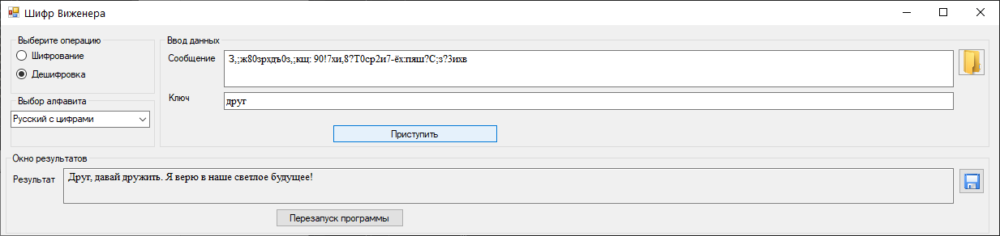 Шифр Виженера
Выберите операцию
Шифрование
Дешифровка
Выбор алфавита
Русский с цифрами
Ввод данных
Сообщение
З,;ж80зрхдъ0з,;кщ: 90!7хи,8?Т0ср2и7-ёх:пяш?С;з?3ихв
Ключ
друг
Приступить
Окно результатов
Результат
Друг, давай дружить. Я верю в наше светлое будущее!
Перезапуск программы